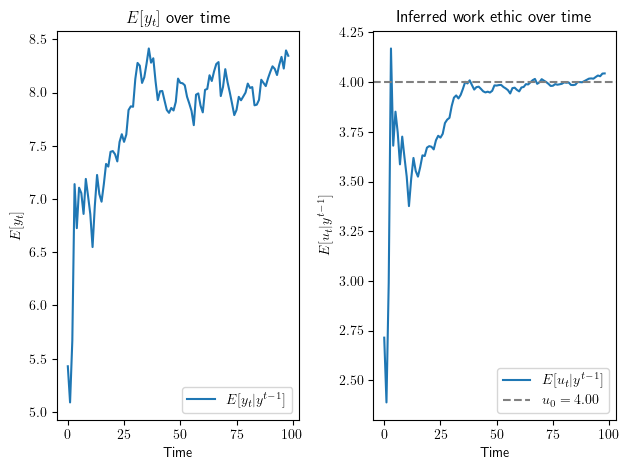 E[y_t] over time
8.5
8.0
7.5
7.0
6.5
6.0
5.5
5.0
E[y_t]
0
25
50
75
100
Time
E[y_t|y^{t−1}]
Inferred work ethic over time
4.25
4.00
3.75
3.50
3.25
3.00
2.75
2.50
E[u_t|y^{t−1}]
0
25
50
75
100
Time
E[u_t|y^{t−1}]
u_0 = 4.00